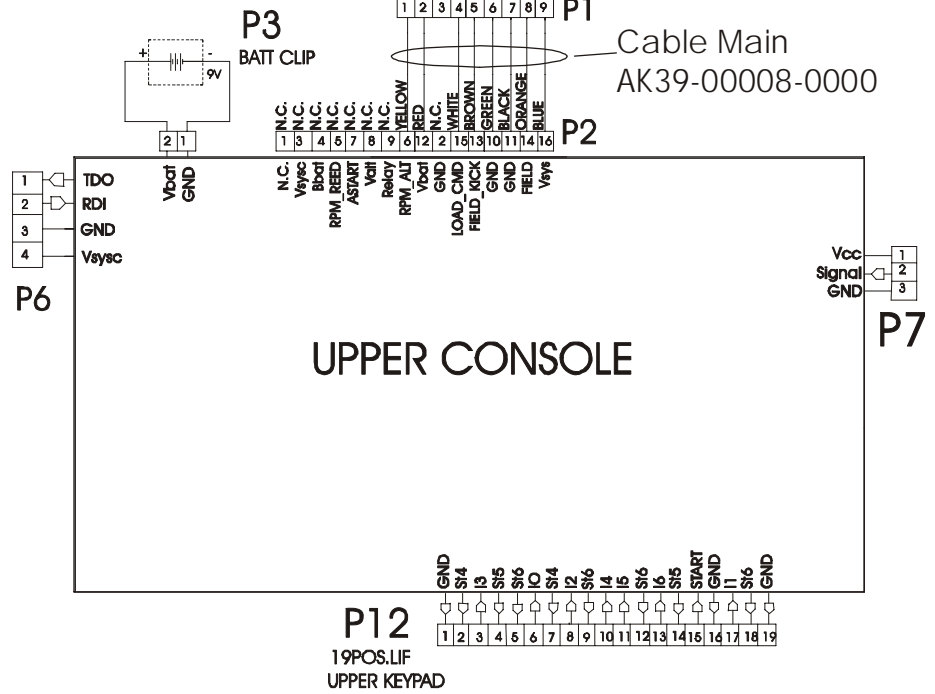 1 2 3 4 5 6 7 8 9 P1
P3
BATT CLIP
+ - 9V
Cable Main
AK39-00008-0000
N.C. N.C. N.C. N.C. N.C. N.C. N.C. YELLOW RED N.C. WHITE BROWN GREEN BLACK ORANGE BLUE
2 1
1 3 4 5 7 8 9 6 12 2 15 13 10 11 14 16 P2
Vbat GND
N.C. Vsysc Bbat RPM_REED ASTART Vatt Relay RPM_ALT Vbat GND LOAD_CMD FIELD_KICK GND GND FIELD Vsys
1 TDO
2 RDI
3 GND
4 Vsysc
P6
Vcc 1
Signal 2
GND 3
P7
UPPER CONSOLE
GND St4 I3 St5 St6 IO St4 I2 St6 I4 I5 St6 I6 St5 START GND I1 St6 GND
P12
1 2 3 4 5 6 7 8 9 10 11 12 13 14 15 16 17 18 19
19POS.LIF
UPPER KEYPAD